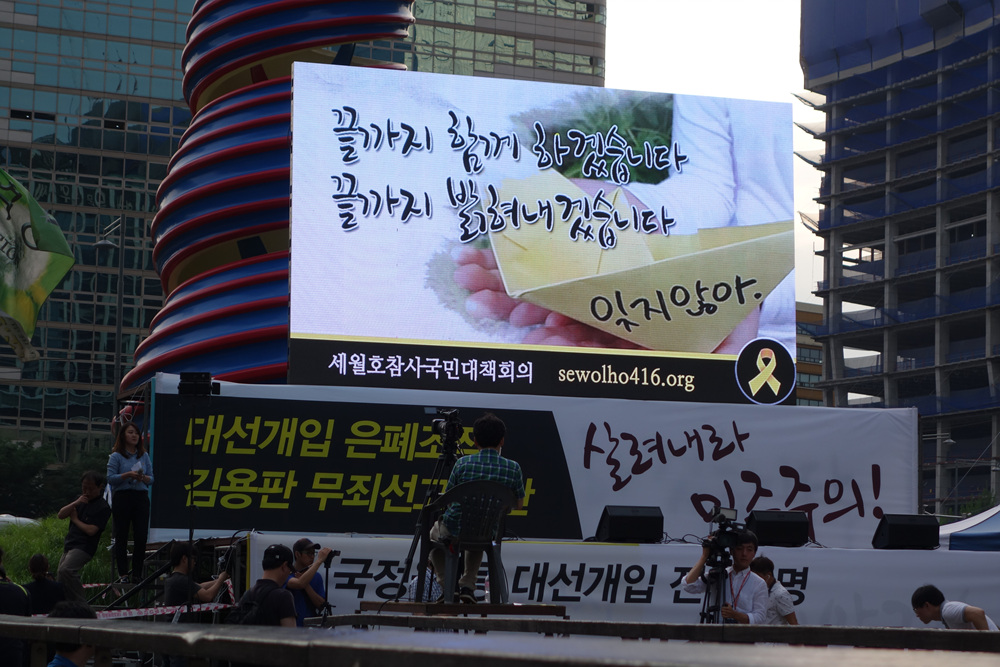 끝까지 함께 하겠습니다
끝까지 밝혀내겠습니다
잊지않아.
세월호참사국민대책회의 sewolho416.org
대선개입 은폐조작
김용판 무죄선고
살려내라
민주주의!
대선개입